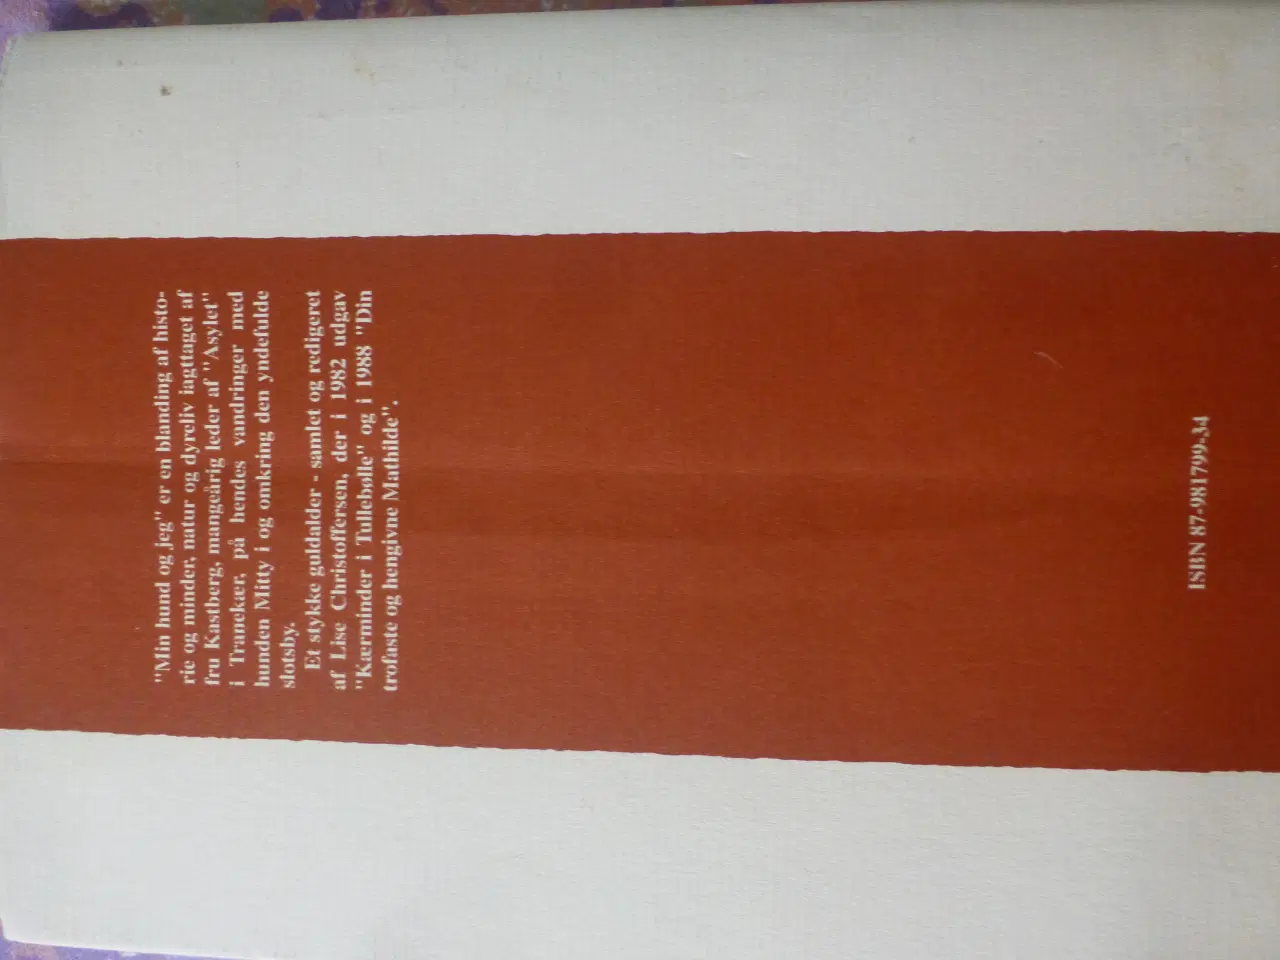 "Min hund og jeg" er en blanding af histo-
rie og minder, natur og dyreliv iagttaget af
fru Kastberg, mangeårig leder af "Asylet"
i Tranekær, på hendes vandringer med
hunden Mitty i og omkring den yndefulde
slotsby.
Et stykke guldalder - samlet og redigeret
af Lise Christoffersen, der i 1982 udgav
"Kærminder i Tullebølle" og i 1988 "Din
trofaste og hengivne Mathilde".
ISBN 87-981799-34